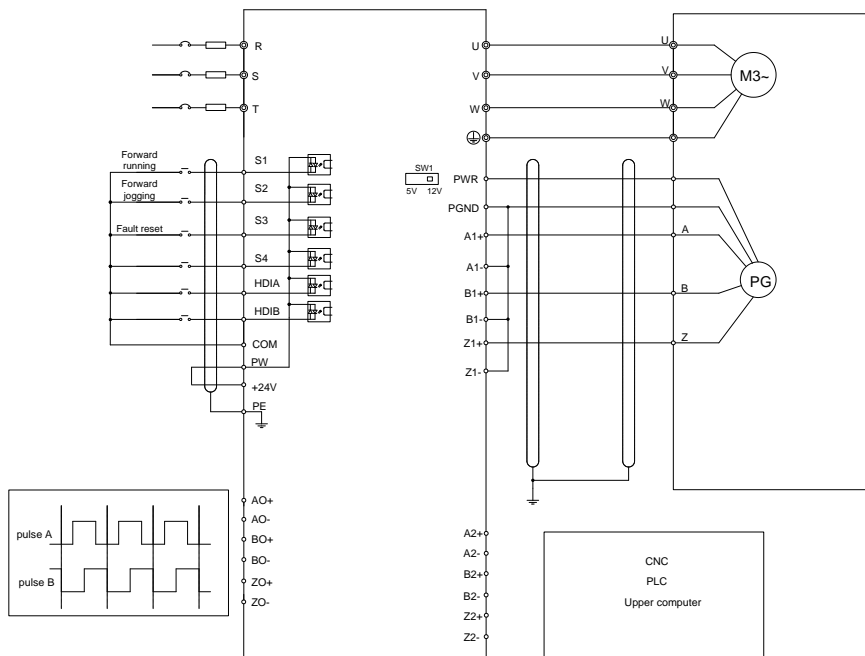 R
S
T
U
V
W
U
V
W
M3~
Forward
running
Forward
jogging
Fault reset
S1
S2
S3
S4
HDIA
HDIB
COM
PW
+24V
PE
SW1
5V 12V
PWR
PGND
A1+
A1-
B1+
B1-
Z1+
Z1-
A
B
Z
PG
pulse A
pulse B
AO+
AO-
BO+
BO-
ZO+
ZO-
A2+
A2-
B2+
B2-
Z2+
Z2-
CNC
PLC
Upper computer